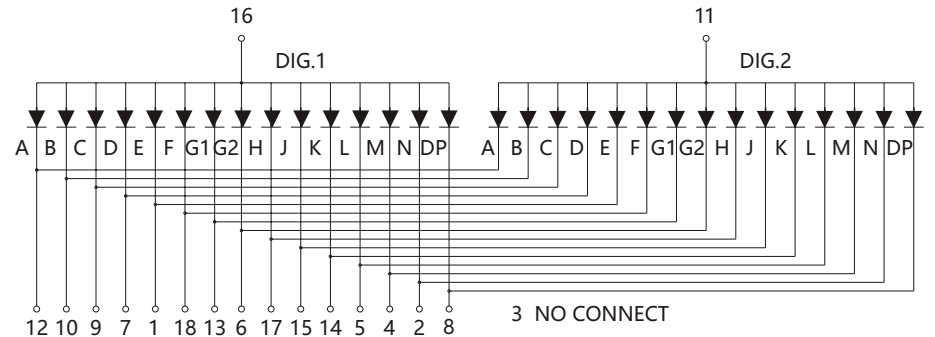 16 11
DIG.1 DIG.2
A B C D E F G1 G2 H J K L M N DP A B C D E F G1 G2 H J K L M N DP
3 NO CONNECT
12 10 9 7 1 18 13 6 17 15 14 5 4 2 8